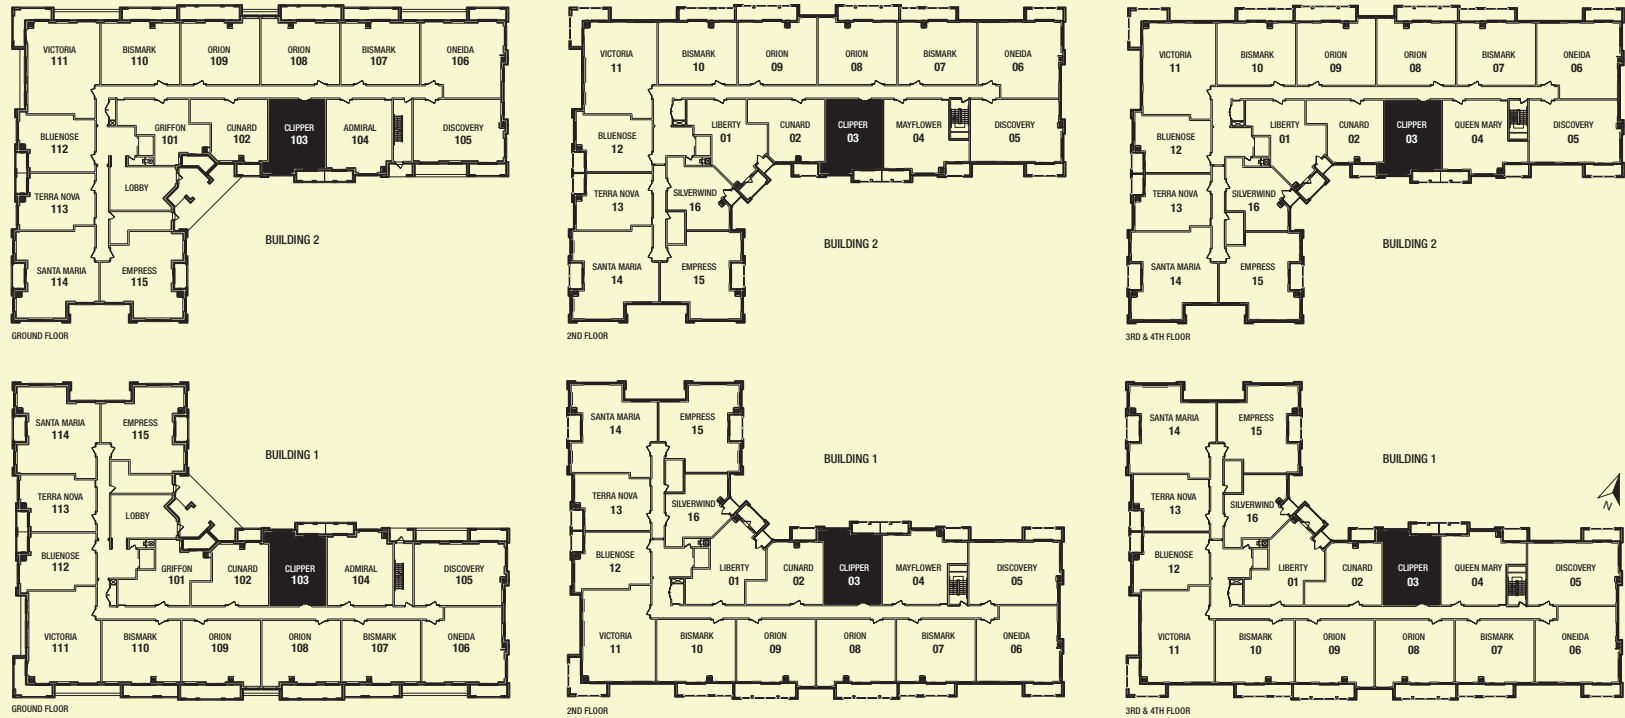 VICTORIA
111
BISMARK
110
ORION
109
ORION
108
BISMARK
107
ONEIDA
106
BLUENOSE
112
GRIFFON
101
CUNARD
102
CLIPPER
103
ADMIRAL
104
DISCOVERY
105
TERRA NOVA
113
LOBBY
SANTA MARIA
114
EMPRESS
115
BUILDING 2
GROUND FLOOR
VICTORIA
11
BISMARK
10
ORION
09
ORION
08
BISMARK
07
ONEIDA
06
BLUENOSE
12
LIBERTY
01
CUNARD
02
CLIPPER
03
MAYFLOWER
04
DISCOVERY
05
TERRA NOVA
13
SILVERWIND
16
SANTA MARIA
14
EMPRESS
15
BUILDING 2
2ND FLOOR
VICTORIA
11
BISMARK
10
ORION
09
ORION
08
BISMARK
07
ONEIDA
06
BLUENOSE
12
LIBERTY
01
CUNARD
02
CLIPPER
03
QUEEN MARY
04
DISCOVERY
05
TERRA NOVA
13
SILVERWIND
16
SANTA MARIA
14
EMPRESS
15
BUILDING 2
3RD & 4TH FLOOR
SANTA MARIA
114
EMPRESS
115
BUILDING 1
TERRA NOVA
113
LOBBY
BLUENOSE
112
GRIFFON
101
CUNARD
102
CLIPPER
103
ADMIRAL
104
DISCOVERY
105
VICTORIA
111
BISMARK
110
ORION
109
ORION
108
BISMARK
107
ONEIDA
106
GROUND FLOOR
SANTA MARIA
14
EMPRESS
15
BUILDING 1
TERRA NOVA
13
SILVERWIND
16
BLUENOSE
12
LIBERTY
01
CUNARD
02
CLIPPER
03
MAYFLOWER
04
DISCOVERY
05
VICTORIA
11
BISMARK
10
ORION
09
ORION
08
BISMARK
07
ONEIDA
06
2ND FLOOR
SANTA MARIA
14
EMPRESS
15
BUILDING 1
N
TERRA NOVA
13
SILVERWIND
16
BLUENOSE
12
LIBERTY
01
CUNARD
02
CLIPPER
03
QUEEN MARY
04
DISCOVERY
05
VICTORIA
11
BISMARK
10
ORION
09
ORION
08
BISMARK
07
ONEIDA
06
3RD & 4TH FLOOR